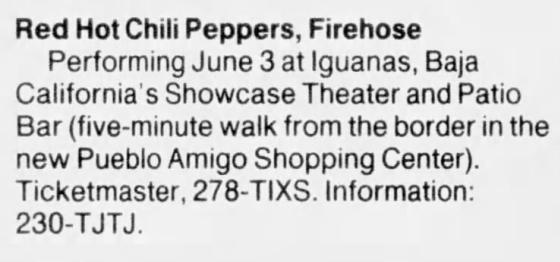 Red Hot Chili Peppers, Firehose
Performing June 3 at Iguanas, Baja
California's Showcase Theater and Patio
Bar (five-minute walk from the border in the
new Pueblo Amigo Shopping Center).
Ticketmaster, 278-TIXS. Information:
230-TJTJ.